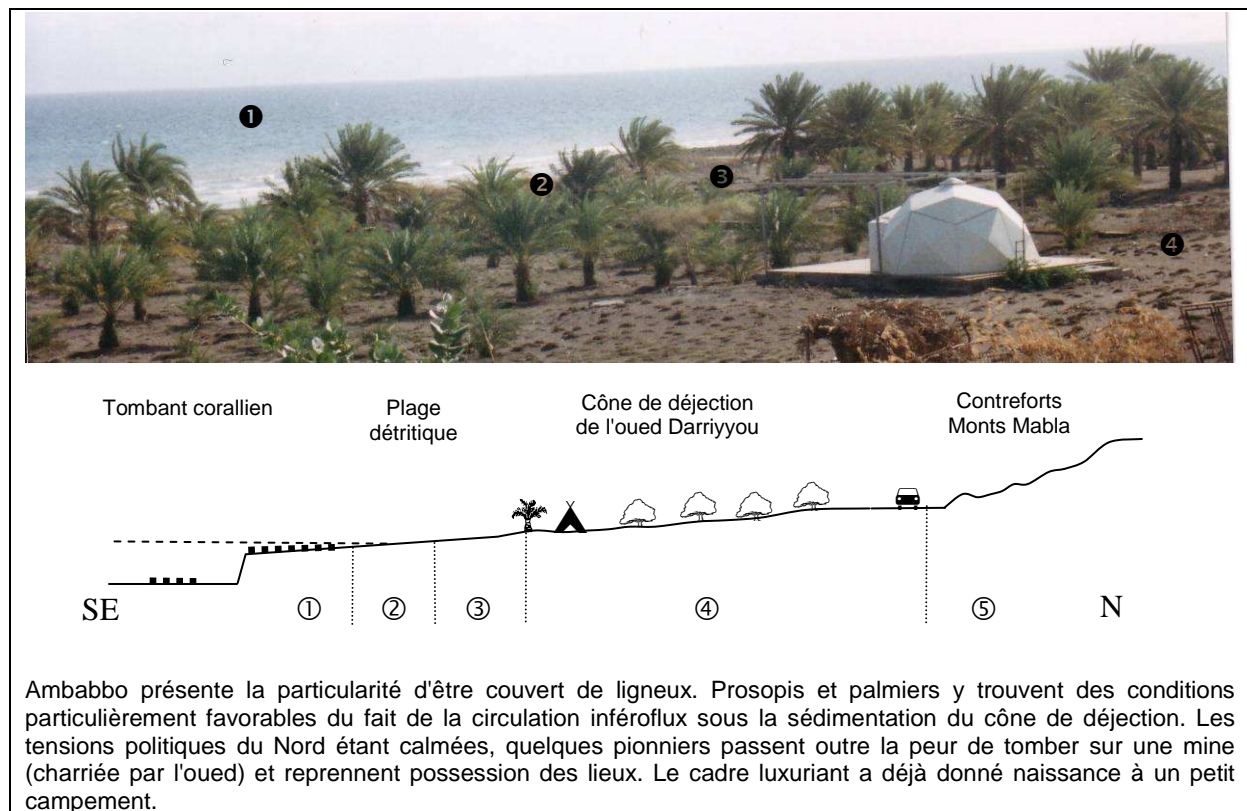 ❶
❷
❸
❹
Tombant corallien
Plage
détritique
Cône de déjection
de l'oued Darriyyou
Contreforts
Monts Mabla
SE
①
②
③
④
⑤
N
Ambabbo présente la particularité d'être couvert de ligneux. Prosopis et palmiers y trouvent des conditions
particulièrement favorables du fait de la circulation inféroflux sous la sédimentation du cône de déjection. Les
tensions politiques du Nord étant calmées, quelques pionniers passent outre la peur de tomber sur une mine
(charriée par l'oued) et reprennent possession des lieux. Le cadre luxuriant a déjà donné naissance à un petit
campement.